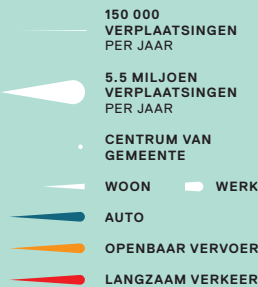 150 000
VERPLAATSINGEN
PER JAAR
5.5 MILJOEN
VERPLAATSINGEN
PER JAAR
CENTRUM VAN
GEMEENTE
WOON WERK
AUTO
OPENBAAR VERVOER
LANGZAAM VERKEER